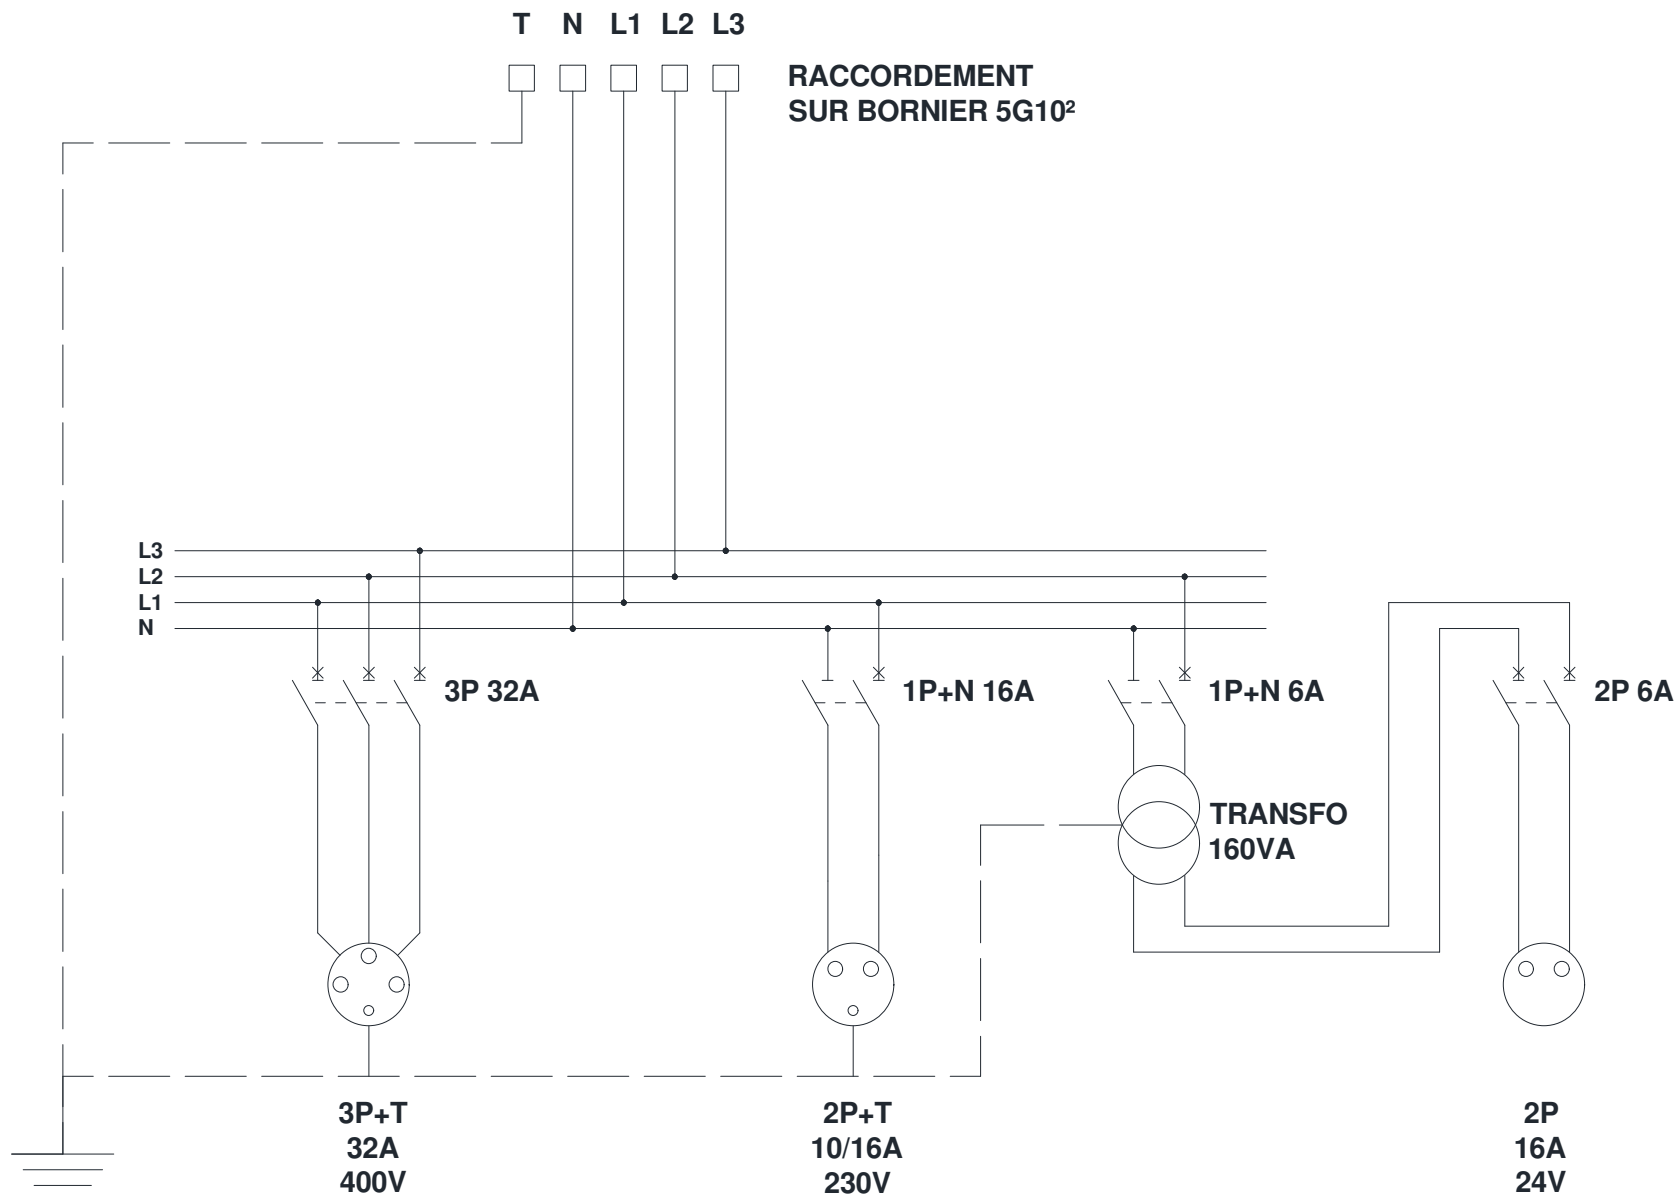 T N L1 L2 L3
RACCORDEMENT
SUR BORNIER 5G10²
L3
L2
L1
N
3P 32A
1P+N 16A
1P+N 6A
2P 6A
TRANSFO
160VA
3P+T
32A
400V
2P+T
10/16A
230V
2P
16A
24V